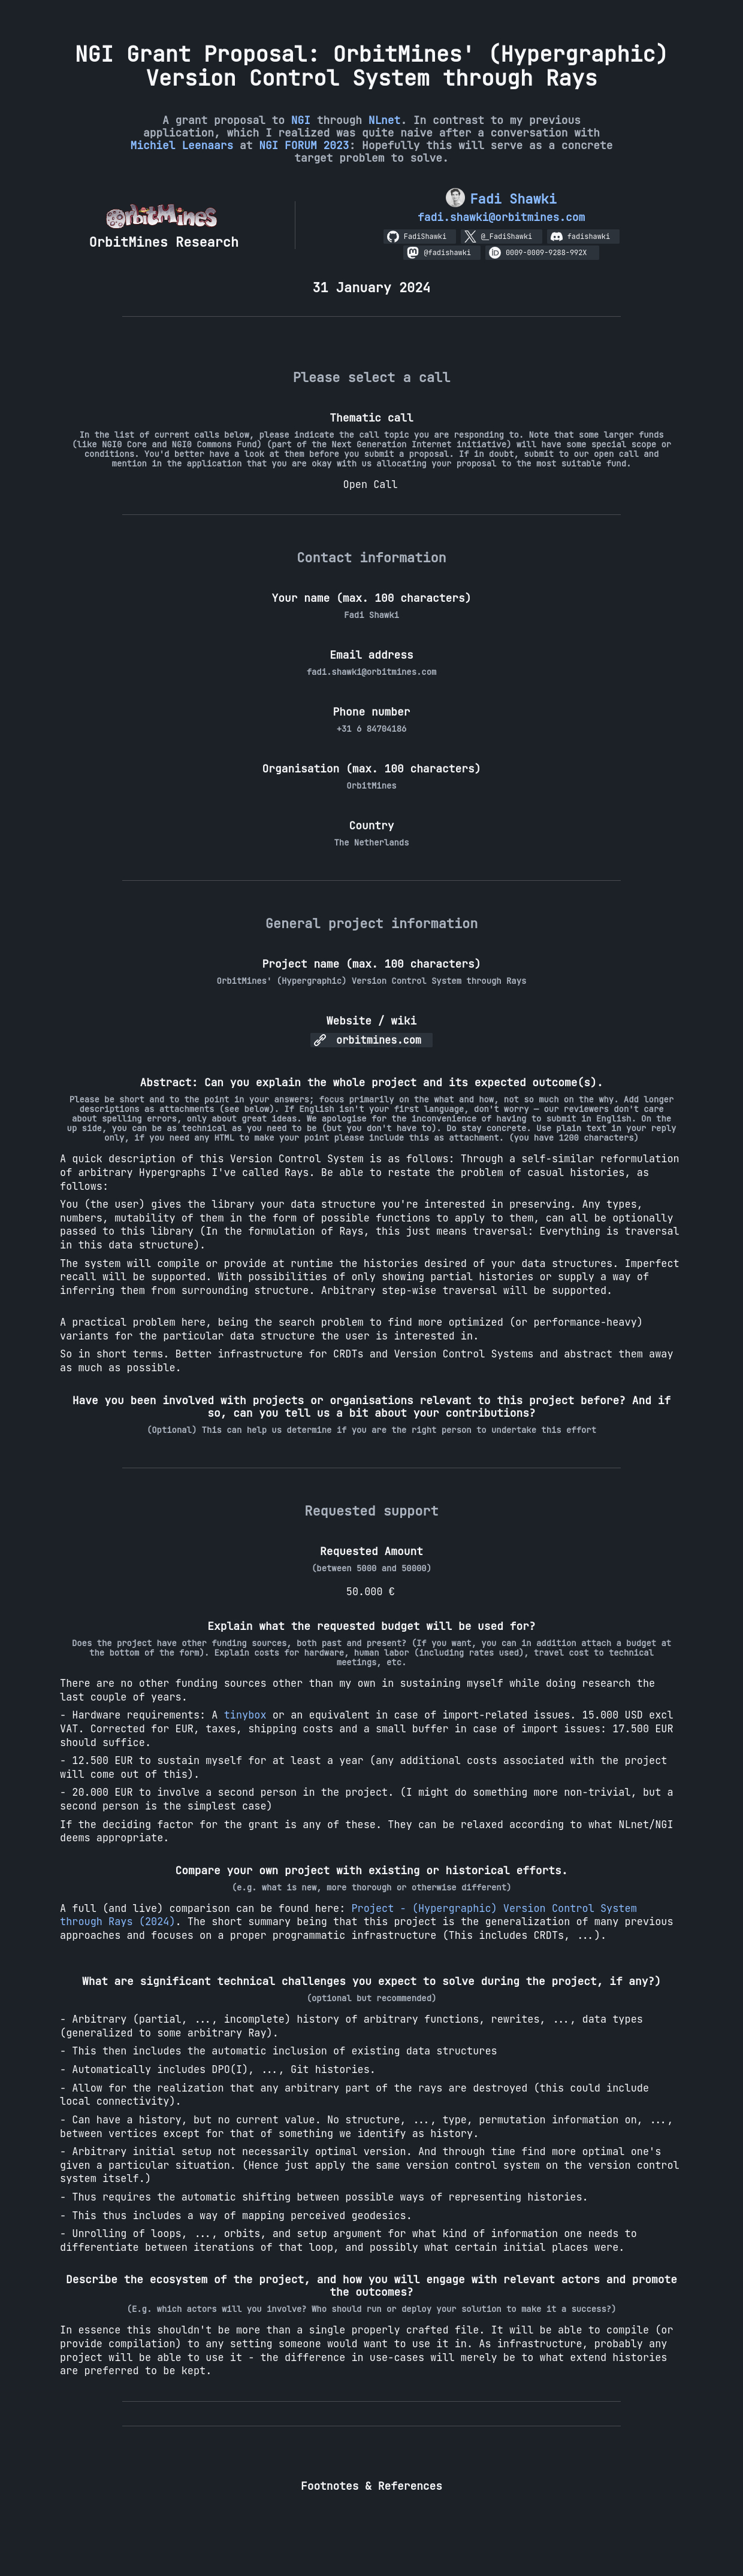 NGI Grant Proposal: OrbitMines' (Hypergraphic)
Version Control System through Rays
A grant proposal to NGI through NLnet. In contrast to my previous
application, which I realized was quite naive after a conversation with
Michiel Leenaars at NGI FORUM 2023: Hopefully this will serve as a concrete
target problem to solve.
OrbitMines
OrbitMines Research
Fadi Shawki
fadi.shawki@orbitmines.com
FadiShawki
@_FadiShawki
fadishawki
@fadishawki
0009-0009-9288-992X
31 January 2024
Please select a call
Thematic call
In the list of current calls below, please indicate the call topic you are responding to. Note that some larger funds
(like NGI0 Core and NGI0 Commons Fund) (part of the Next Generation Internet initiative) will have some special scope or
conditions. You'd better have a look at them before you submit a proposal. If in doubt, submit to our open call and
mention in the application that you are okay with us allocating your proposal to the most suitable fund.
Open Call
Contact information
Your name (max. 100 characters)
Fadi Shawki
Email address
fadi.shawki@orbitmines.com
Phone number
+31 6 84704186
Organisation (max. 100 characters)
OrbitMines
Country
The Netherlands
General project information
Project name (max. 100 characters)
OrbitMines' (Hypergraphic) Version Control System through Rays
Website / wiki
orbitmines.com
Abstract: Can you explain the whole project and its expected outcome(s).
Please be short and to the point in your answers; focus primarily on the what and how, not so much on the why. Add longer
descriptions as attachments (see below). If English isn't your first language, don't worry — our reviewers don't care
about spelling errors, only about great ideas. We apologise for the inconvenience of having to submit in English. On the
up side, you can be as technical as you need to be (but you don't have to). Do stay concrete. Use plain text in your reply
only, if you need any HTML to make your point please include this as attachment. (you have 1200 characters)
A quick description of this Version Control System is as follows: Through a self-similar reformulation
of arbitrary Hypergraphs I've called Rays. Be able to restate the problem of casual histories, as
follows:
You (the user) gives the library your data structure you're interested in preserving. Any types,
numbers, mutability of them in the form of possible functions to apply to them, can all be optionally
passed to this library (In the formulation of Rays, this just means traversal: Everything is traversal
in this data structure).
The system will compile or provide at runtime the histories desired of your data structures. Imperfect
recall will be supported. With possibilities of only showing partial histories or supply a way of
inferring them from surrounding structure. Arbitrary step-wise traversal will be supported.
A practical problem here, being the search problem to find more optimized (or performance-heavy)
variants for the particular data structure the user is interested in.
So in short terms. Better infrastructure for CRDTs and Version Control Systems and abstract them away
as much as possible.
Have you been involved with projects or organisations relevant to this project before? And if
so, can you tell us a bit about your contributions?
(Optional) This can help us determine if you are the right person to undertake this effort
Requested support
Requested Amount
(between 5000 and 50000)
50.000 €
Explain what the requested budget will be used for?
Does the project have other funding sources, both past and present? (If you want, you can in addition attach a budget at
the bottom of the form). Explain costs for hardware, human labor (including rates used), travel cost to technical
meetings, etc.
There are no other funding sources other than my own in sustaining myself while doing research the
last couple of years.
- Hardware requirements: A tinybox or an equivalent in case of import-related issues. 15.000 USD excl
VAT. Corrected for EUR, taxes, shipping costs and a small buffer in case of import issues: 17.500 EUR
should suffice.
- 12.500 EUR to sustain myself for at least a year (any additional costs associated with the project
will come out of this).
- 20.000 EUR to involve a second person in the project. (I might do something more non-trivial, but a
second person is the simplest case)
If the deciding factor for the grant is any of these. They can be relaxed according to what NLnet/NGI
deems appropriate.
Compare your own project with existing or historical efforts.
(e.g. what is new, more thorough or otherwise different)
A full (and live) comparison can be found here: Project - (Hypergraphic) Version Control System
through Rays (2024). The short summary being that this project is the generalization of many previous
approaches and focuses on a proper programmatic infrastructure (This includes CRDTs, ...).
What are significant technical challenges you expect to solve during the project, if any?)
(optional but recommended)
- Arbitrary (partial, ..., incomplete) history of arbitrary functions, rewrites, ..., data types
(generalized to some arbitrary Ray).
- This then includes the automatic inclusion of existing data structures
- Automatically includes DPO(I), ..., Git histories.
- Allow for the realization that any arbitrary part of the rays are destroyed (this could include
local connectivity).
- Can have a history, but no current value. No structure, ..., type, permutation information on, ...,
between vertices except for that of something we identify as history.
- Arbitrary initial setup not necessarily optimal version. And through time find more optimal one's
given a particular situation. (Hence just apply the same version control system on the version control
system itself.)
- Thus requires the automatic shifting between possible ways of representing histories.
- This thus includes a way of mapping perceived geodesics.
- Unrolling of loops, ..., orbits, and setup argument for what kind of information one needs to
differentiate between iterations of that loop, and possibly what certain initial places were.
Describe the ecosystem of the project, and how you will engage with relevant actors and promote
the outcomes?
(E.g. which actors will you involve? Who should run or deploy your solution to make it a success?)
In essence this shouldn't be more than a single properly crafted file. It will be able to compile (or
provide compilation) to any setting someone would want to use it in. As infrastructure, probably any
project will be able to use it - the difference in use-cases will merely be to what extend histories
are preferred to be kept.
Footnotes & References